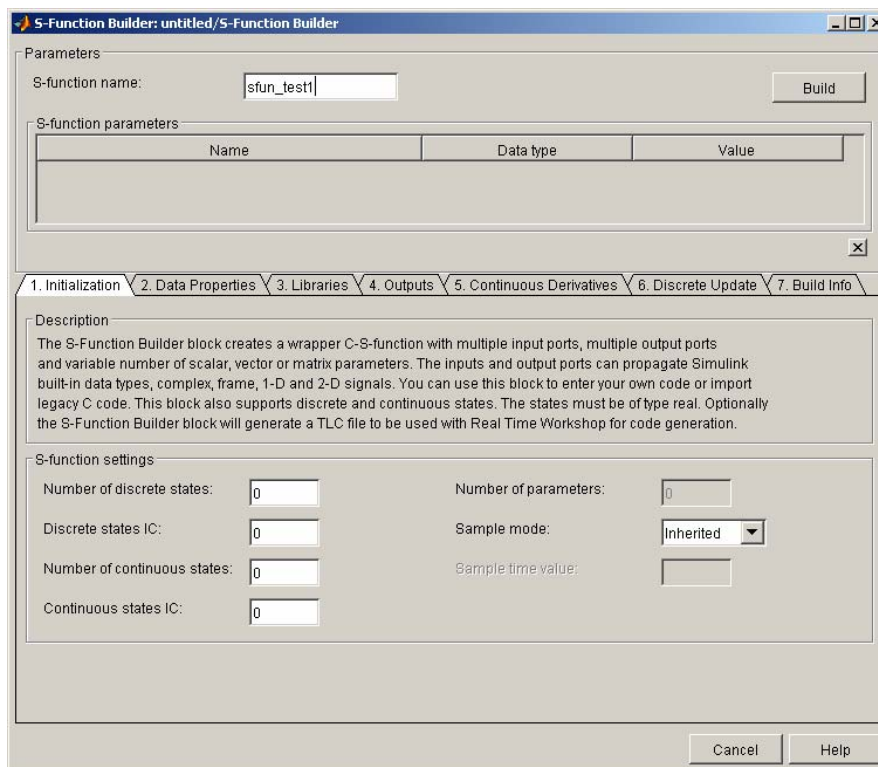 S-Function Builder: untitled/S-Function Builder
Parameters
S-function name:
sfun_test1
Build
S-function parameters
Name Data type Value
1. Initialization 2. Data Properties 3. Libraries 4. Outputs 5. Continuous Derivatives 6. Discrete Update 7. Build Info
Description
The S-Function Builder block creates a wrapper C-S-function with multiple input ports, multiple output ports
and variable number of scalar, vector or matrix parameters. The inputs and output ports can propagate Simulink
built-in data types, complex, frame, 1-D and 2-D signals. You can use this block to enter your own code or import
legacy C code. This block also supports discrete and continuous states. The states must be of type real. Optionally
the S-Function Builder block will generate a TLC file to be used with Real Time Workshop for code generation.
S-function settings
Number of discrete states: 0 Number of parameters: 0
Discrete states IC: 0 Sample mode: Inherited
Number of continuous states: 0 Sample time value:
Continuous states IC: 0
Cancel Help